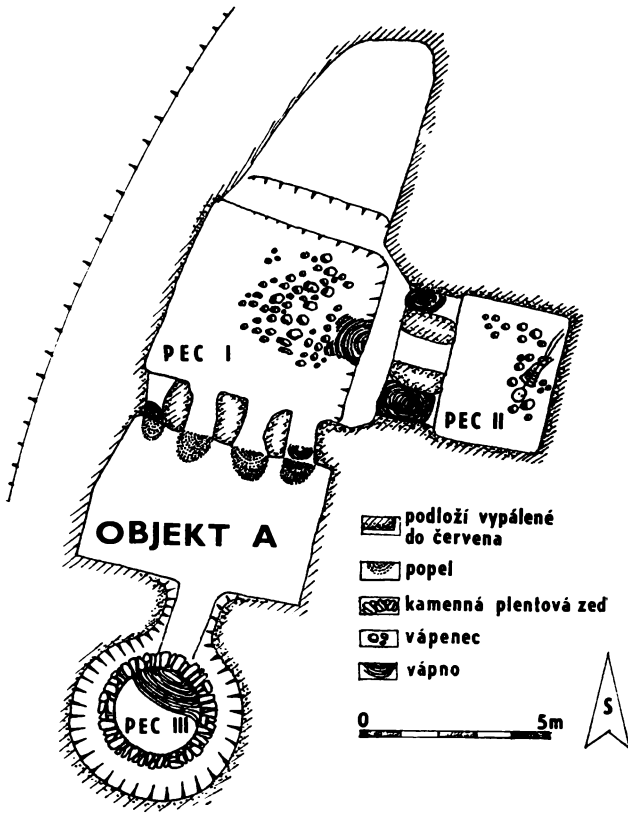 PEC I
PEC II
OBJEKT A
PEC III
podloží vypálené
do červena
popel
kamenná plentová zeď
vápenec
vápno
0 5m
S